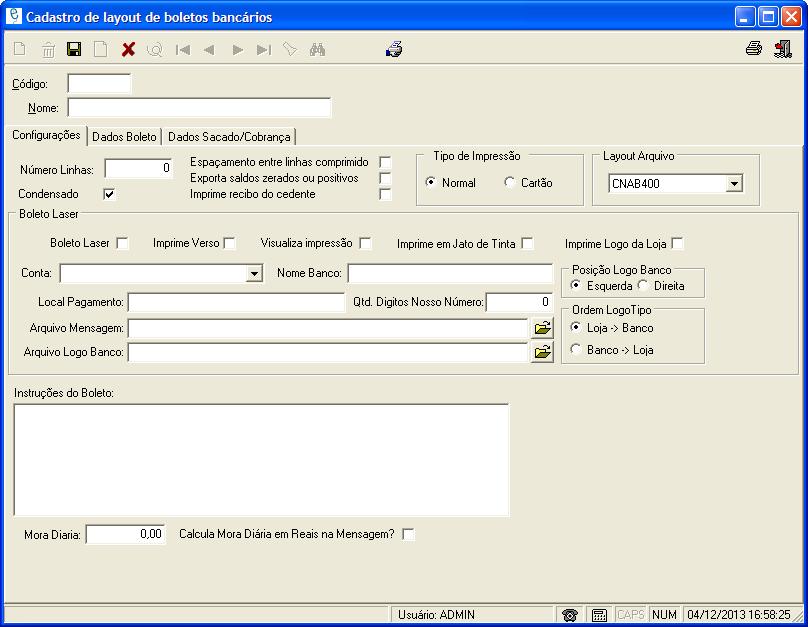 Cadastro de layout de boletos bancários
Código:
Nome:
Configurações Dados Boleto Dados Sacado/Cobrança
Número Linhas: 0
Condensado
Espaçamento entre linhas comprimido
Exporta saldos zerados ou positivos
Imprime recibo do cedente
Tipo de Impressão
Normal Cartão
Layout Arquivo
CNAB400
Boleto Laser
Boleto Laser Imprime Verso Visualiza impressão Imprime em Jato de Tinta Imprime Logo da Loja
Conta: Nome Banco:
Posição Logo Banco
Esquerda Direita
Local Pagamento: Qtd. Digitos Nosso Número: 0
Arquivo Mensagem:
Arquivo Logo Banco:
Ordem LogoTipo
Loja -> Banco
Banco -> Loja
Instruções do Boleto:
Mora Diaria: 0,00 Calcula Mora Diária em Reais na Mensagem?
Usuário: ADMIN CAPS NUM 04/12/2013 16:58:25